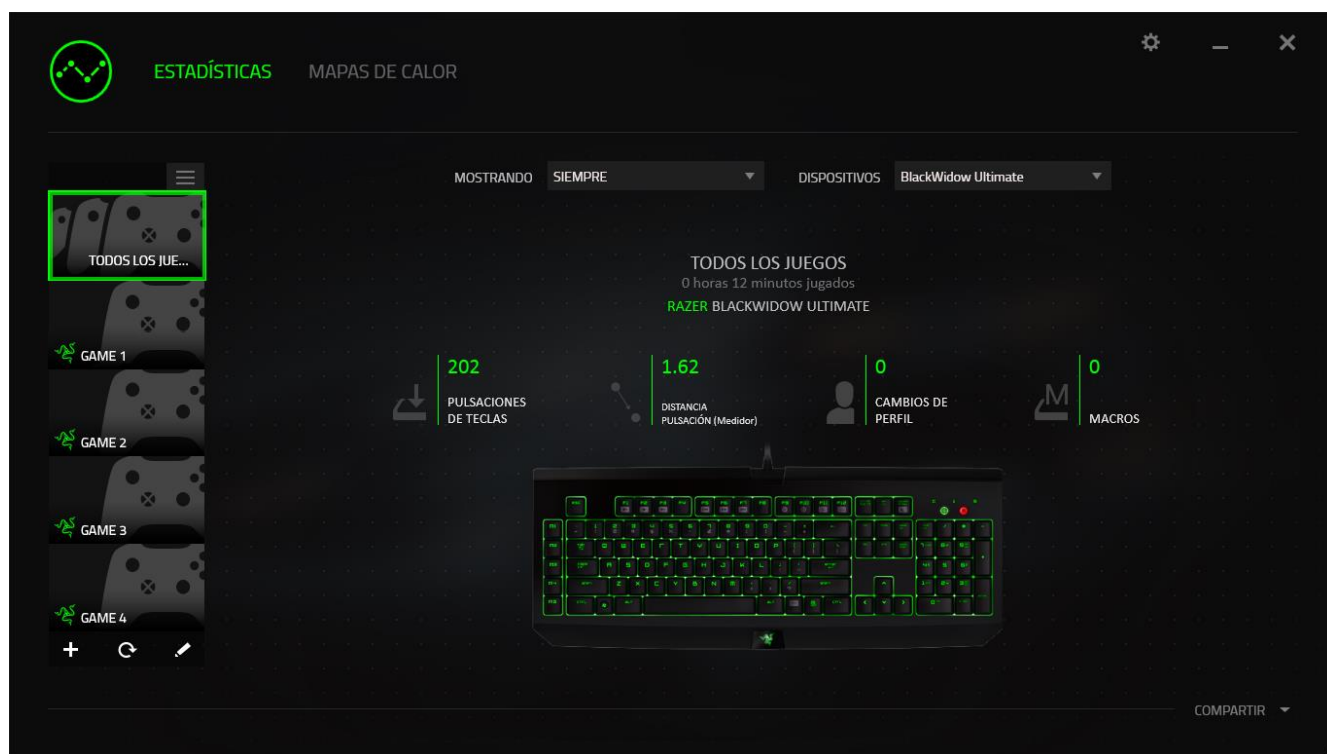 ESTADÍSTICAS MAPAS DE CALOR
MOSTRANDO SIEMPRE DISPOSITIVOS BlackWidow Ultimate
TODOS LOS JUE...
GAME 1
GAME 2
GAME 3
GAME 4
TODOS LOS JUEGOS
0 horas 12 minutos jugados
RAZER BLACKWIDOW ULTIMATE
202
PULSACIONES
DE TECLAS
1.62
DISTANCIA
PULSACIÓN (Medidor)
0
CAMBIOS DE
PERFIL
M
0
MACROS
COMPARTIR